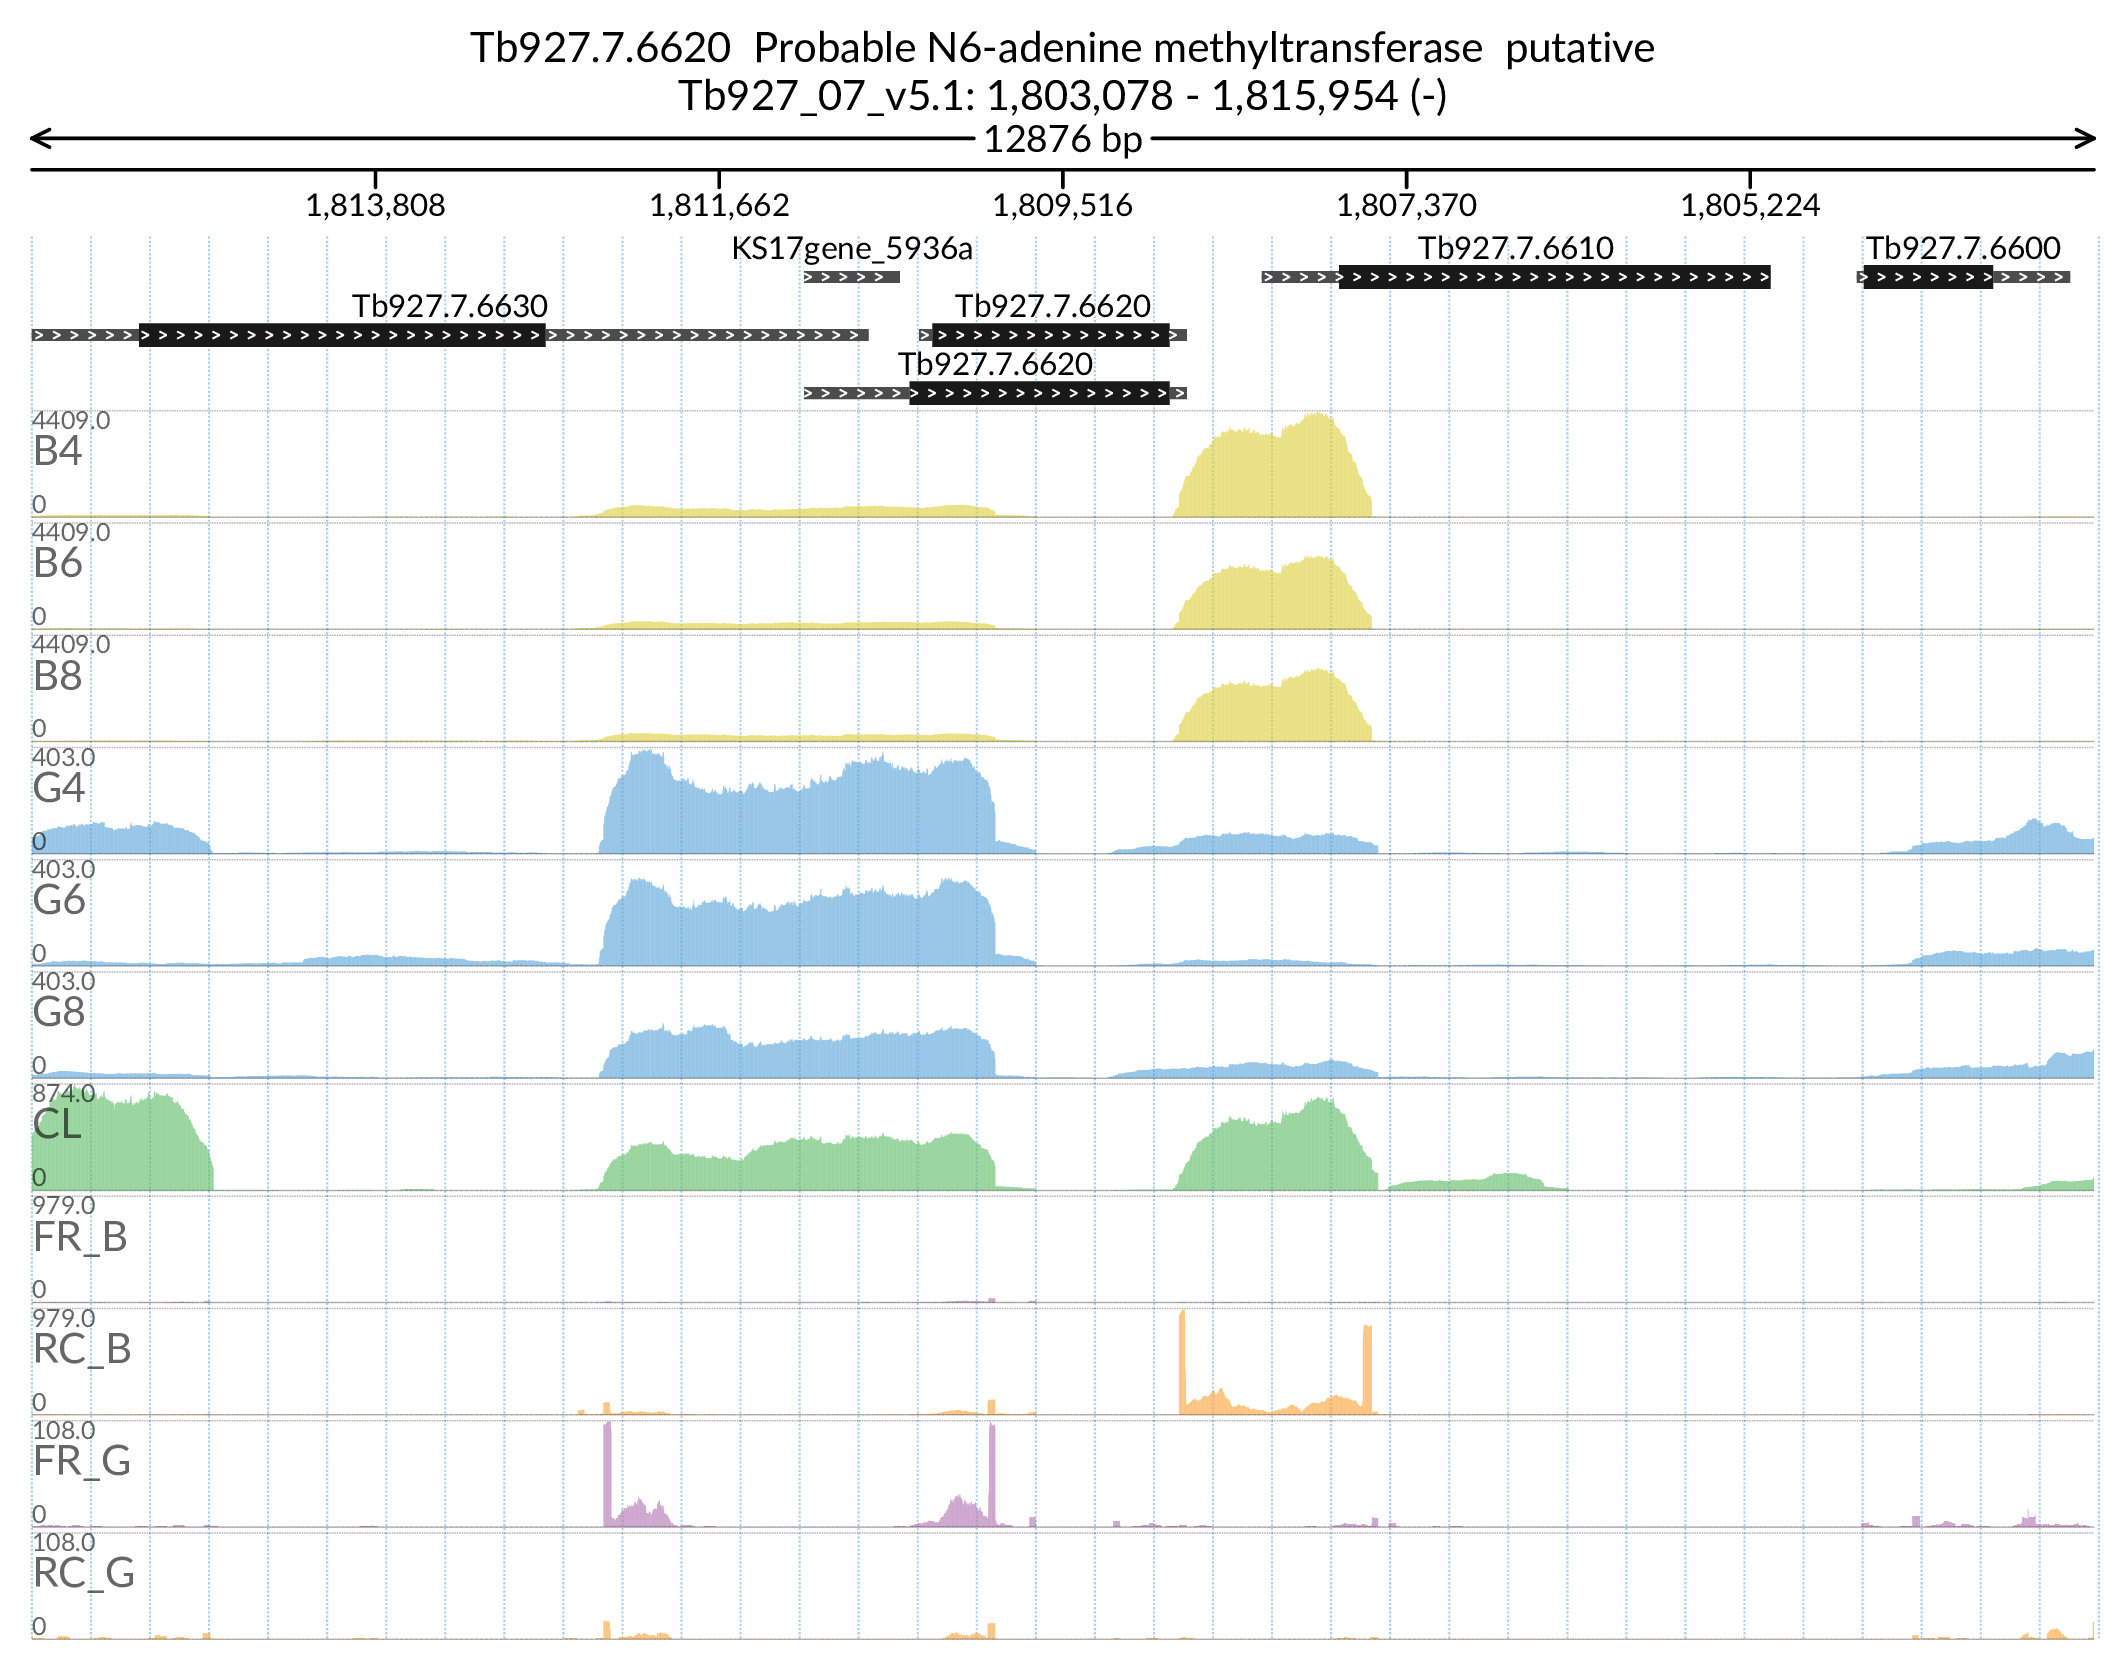 Tb927.7.6620  Probable N6-adenine methyltransferase  putative
Tb927_07_v5.1: 1,803,078 - 1,815,954 (-)
12876 bp
1,813,808 1,811,662 1,809,516 1,807,370 1,805,224
KS17gene_5936a Tb927.7.6610 Tb927.7.6600
Tb927.7.6630 Tb927.7.6620
Tb927.7.6620
4409.0
B4
0
4409.0
B6
0
4409.0
B8
0
403.0
G4
0
403.0
G6
0
403.0
G8
0
874.0
CL
0
979.0
FR_B
0
979.0
RC_B
0
108.0
FR_G
0
108.0
RC_G
0